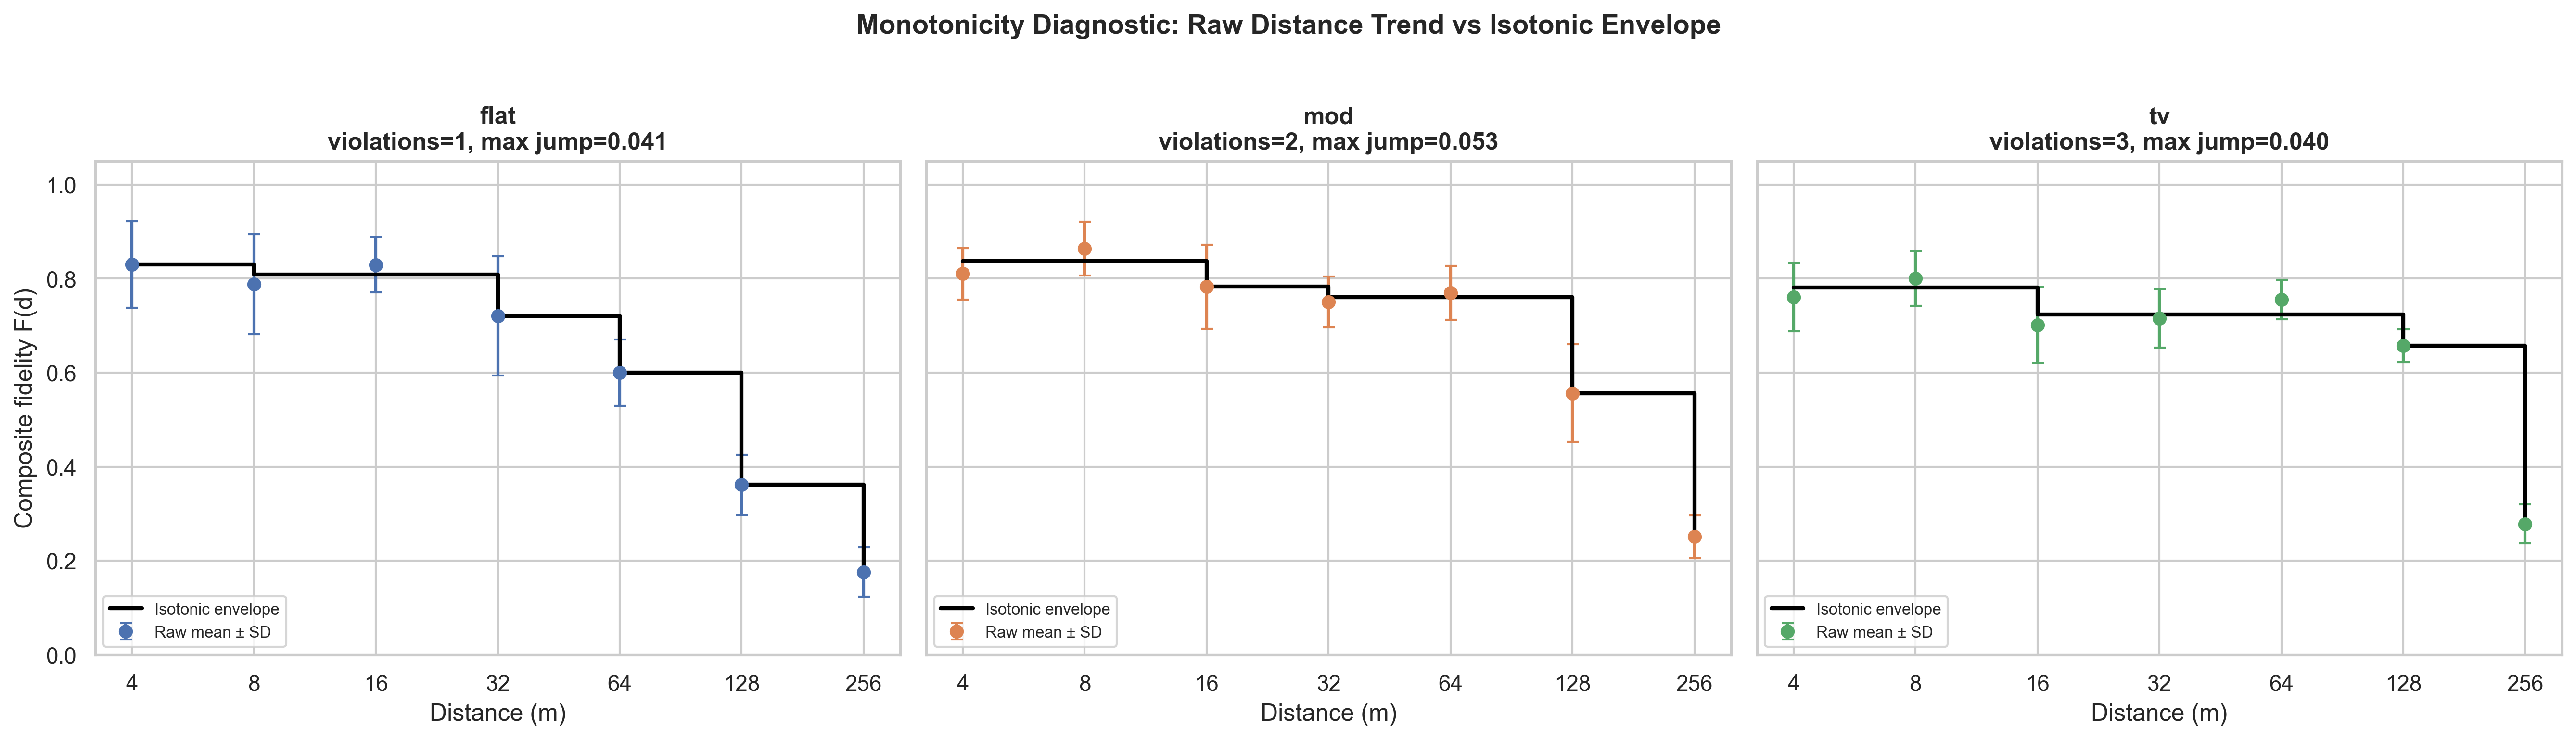 Monotonicity Diagnostic: Raw Distance Trend vs Isotonic Envelope
flat
violations=1, max jump=0.041
Composite fidelity F(d)
1.0
0.8
0.6
0.4
0.2
0.0
Isotonic envelope
Raw mean ± SD
4 8 16 32 64 128 256
Distance (m)
mod
violations=2, max jump=0.053
Isotonic envelope
Raw mean ± SD
4 8 16 32 64 128 256
Distance (m)
tv
violations=3, max jump=0.040
Isotonic envelope
Raw mean ± SD
4 8 16 32 64 128 256
Distance (m)